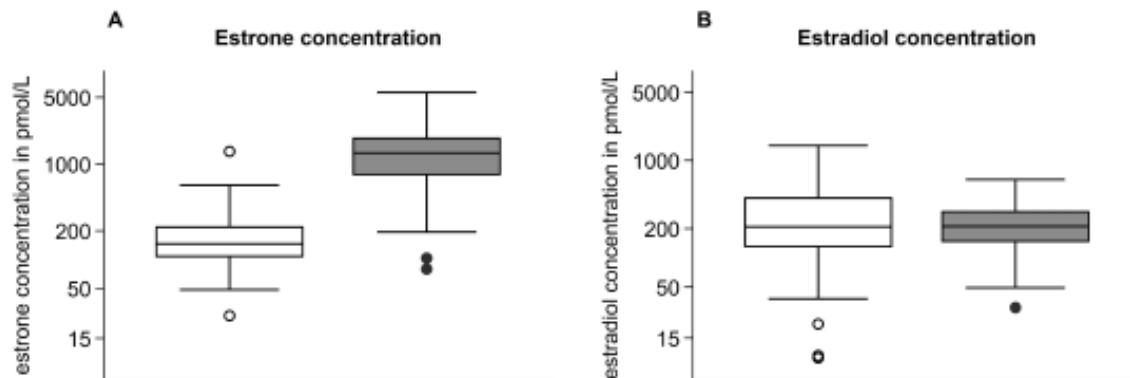 A
Estrone concentration
estrone concentration in pmol/L
5000
1000
200
50
15
B
Estradiol concentration
estradiol concentration in pmol/L
5000
1000
200
50
15